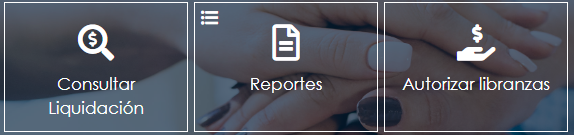 Consultar
Liquidación
Reportes
Autorizar libranzas